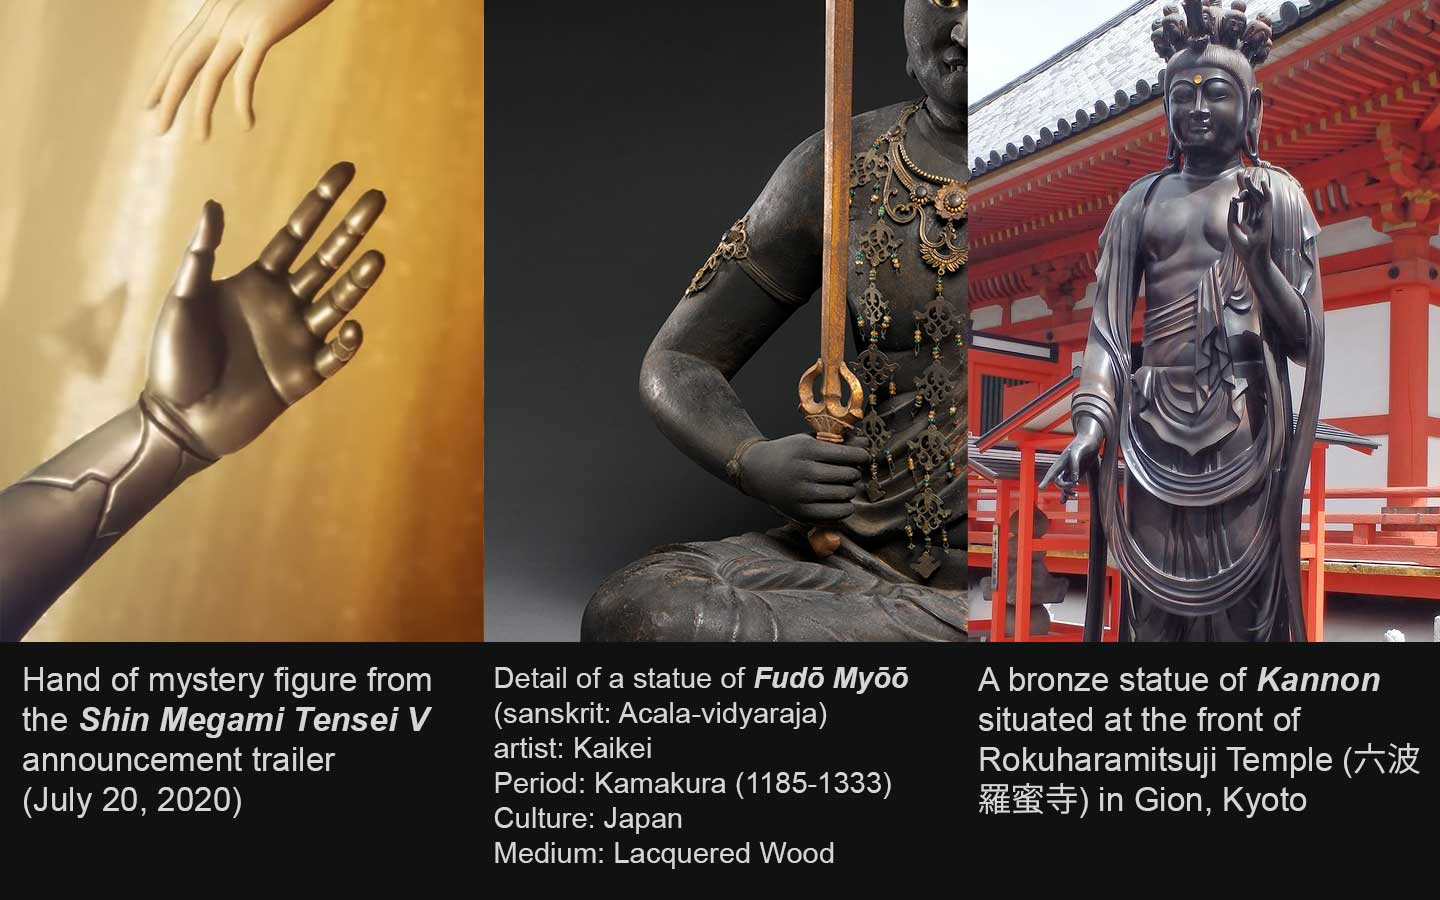 Hand of mystery figure from
the Shin Megami Tensei V
announcement trailer
(July 20, 2020)
Detail of a statue of Fudō Myōō
(sanskrit: Acala-vidyaraja)
artist: Kaikei
Period: Kamakura (1185-1333)
Culture: Japan
Medium: Lacquered Wood
A bronze statue of Kannon
situated at the front of
Rokuharamitsuji Temple (六波
羅蜜寺) in Gion, Kyoto